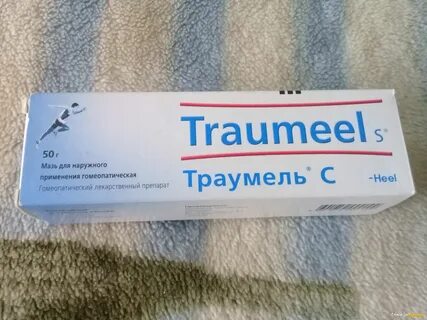 Traumeel S®
50 г
Мазь для наружного
применения гомеопатическая
Гомеопатический лекарственный препарат
Траумель® С
-Heel